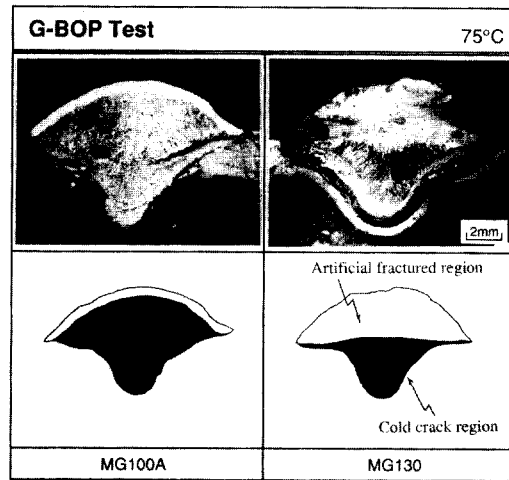 G-BOP Test
75°C
2mm
Artificial fractured region
Cold crack region
MG100A
MG130